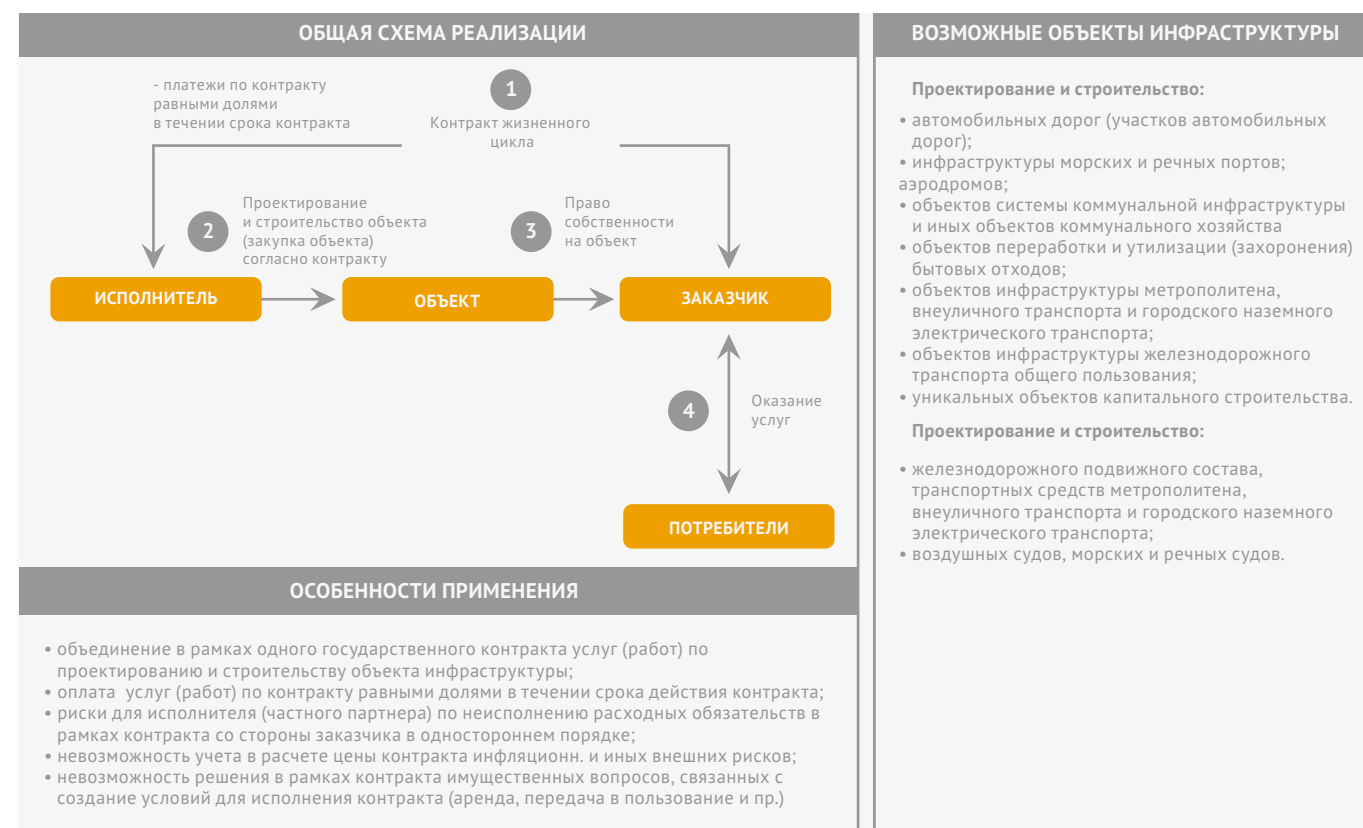 ОБЩАЯ СХЕМА РЕАЛИЗАЦИИ
- платежи по контракту
равными долями
в течении срока контракта
1
Контракт жизненного
цикла
2
Проектирование
и строительство объекта
(закупка объекта)
согласно контракту
3
Право
собственности
на объект
ИСПОЛНИТЕЛЬ
ОБЪЕКТ
ЗАКАЗЧИК
4
Оказание
услуг
ПОТРЕБИТЕЛИ
ОСОБЕННОСТИ ПРИМЕНЕНИЯ
• объединение в рамках одного государственного контракта услуг (работ) по
проектированию и строительству объекта инфраструктуры;
• оплата услуг (работ) по контракту равными долями в течении срока действия контракта;
• риски для исполнителя (частного партнера) по неисполнению расходных обязательств в
рамках контракта со стороны заказчика в одностороннем порядке;
• невозможность учета в расчете цены контракта инфляционн. и иных внешних рисков;
• невозможность решения в рамках контракта имущественных вопросов, связанных с
создание условий для исполнения контракта (аренда, передача в пользование и пр.)
ВОЗМОЖНЫЕ ОБЪЕКТЫ ИНФРАСТРУКТУРЫ
Проектирование и строительство:
• автомобильных дорог (участков автомобильных
дорог);
• инфраструктуры морских и речных портов;
аэродромов;
• объектов системы коммунальной инфраструктуры
и иных объектов коммунального хозяйства
• объектов переработки и утилизации (захоронения)
бытовых отходов;
• объектов инфраструктуры метрополитена,
внеуличного транспорта и городского наземного
электрического транспорта;
• объектов инфраструктуры железнодорожного
транспорта общего пользования;
• уникальных объектов капитального строительства.
Проектирование и строительство:
• железнодорожного подвижного состава,
транспортных средств метрополитена,
внеуличного транспорта и городского наземного
электрического транспорта;
• воздушных судов, морских и речных судов.